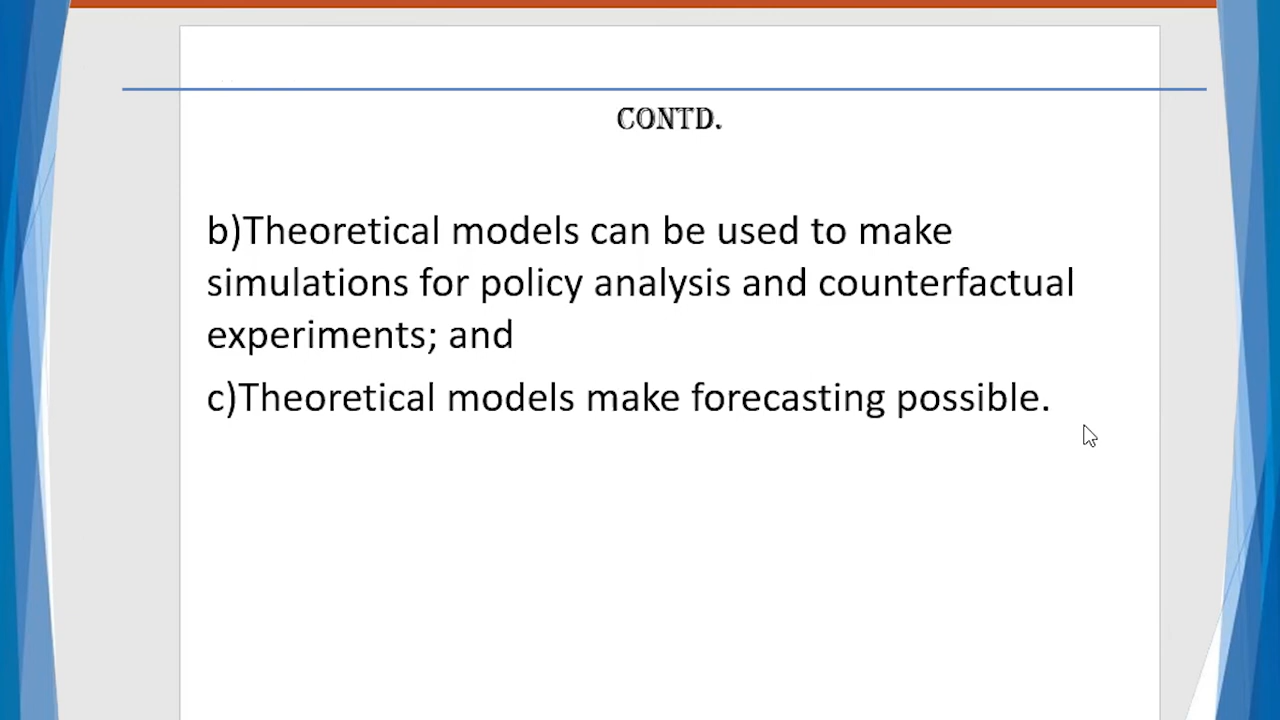 CONTD.
b)Theoretical models can be used to make
simulations for policy analysis and counterfactual
experiments; and
c)Theoretical models make forecasting possible.